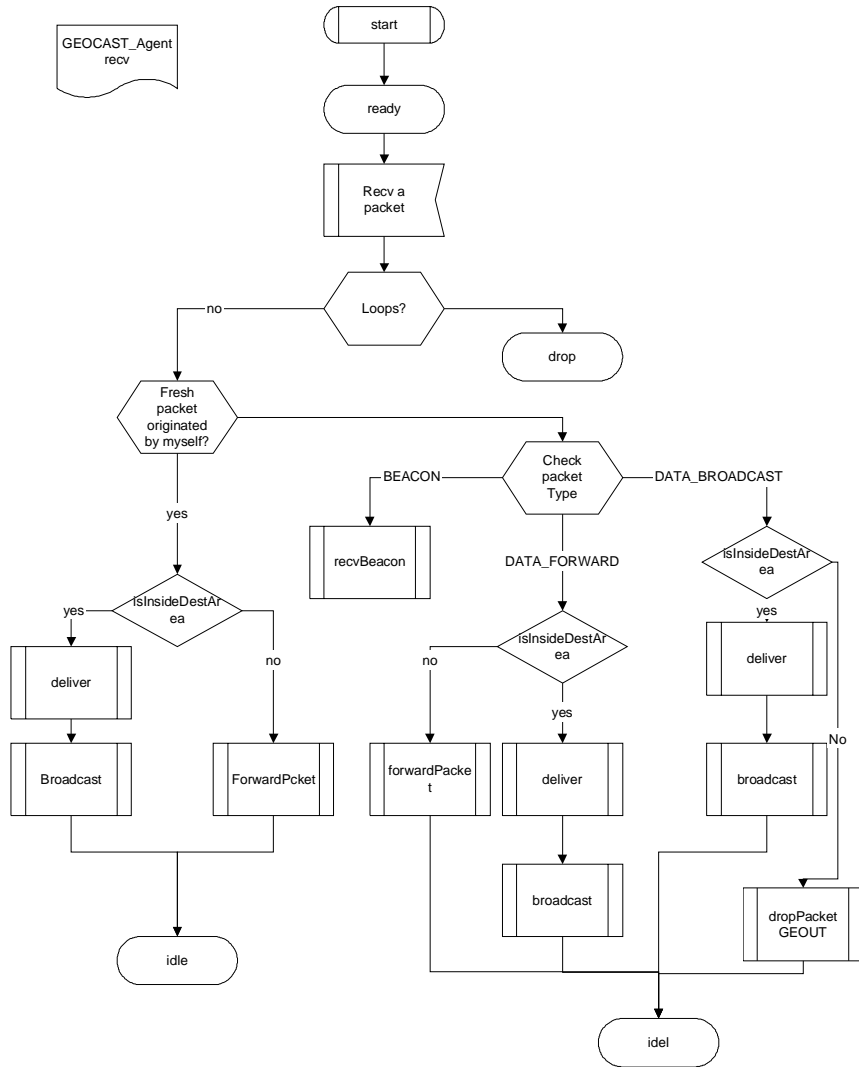 start
GEOCAST_Agent
recv
ready
Recv a
packet
Loops?
no
drop
Fresh
packet
originated
by myself?
Check
packet
Type
BEACON
DATA_BROADCAST
yes
recvBeacon
DATA_FORWARD
isInsideDestAr
ea
isInsideDestAr
ea
yes
isInsideDestAr
ea
yes
no
no
deliver
deliver
yes
No
Broadcast
ForwardPcket
forwardPacke
t
deliver
broadcast
broadcast
dropPacket
GEOUT
idle
idel